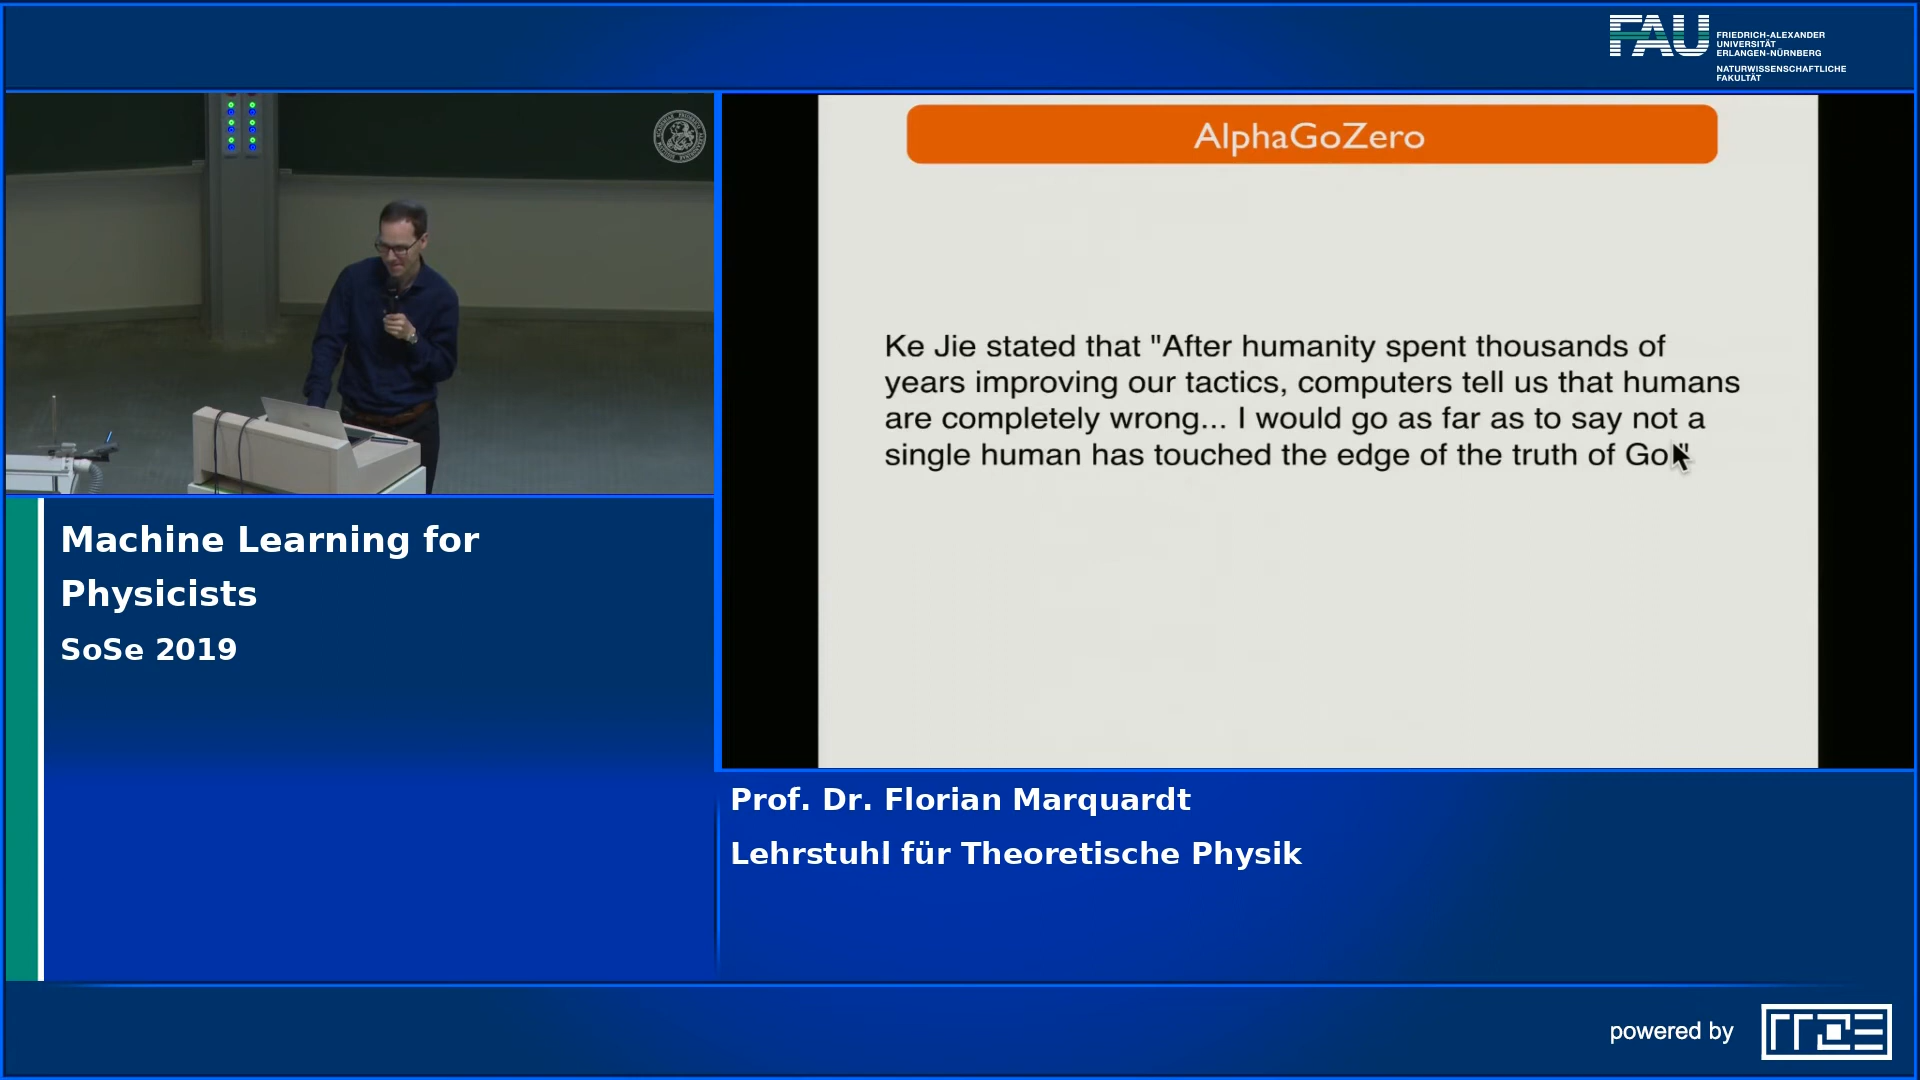 FAU
FRIEDRICH-ALEXANDER
UNIVERSITÄT
ERLANGEN-NÜRNBERG
NATURWISSENSCHAFTLICHE
FAKULTÄT
AlphaGoZero
Ke Jie stated that "After humanity spent thousands of
years improving our tactics, computers tell us that humans
are completely wrong... I would go as far as to say not a
single human has touched the edge of the truth of Go"
Machine Learning for
Physicists
SoSe 2019
Prof. Dr. Florian Marquardt
Lehrstuhl für Theoretische Physik
powered by